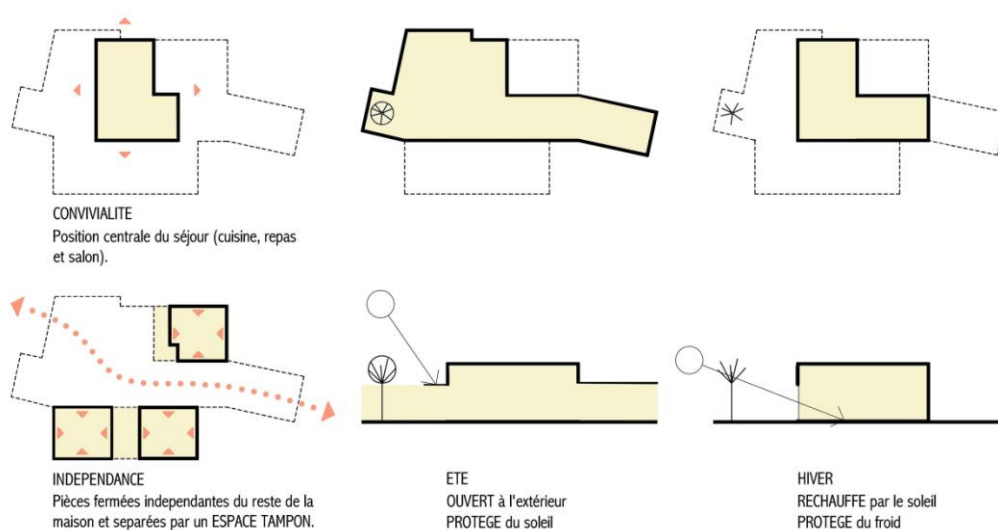 CONVIVIALITE
Position centrale du séjour (cuisine, repas
et salon).
INDEPENDANCE
Pièces fermées independantes du reste de la
maison et separées par un ESPACE TAMPON.
ETE
OUVERT à l'extérieur
PROTEGE du soleil
HIVER
RECHAUFFE par le soleil
PROTEGE du froid